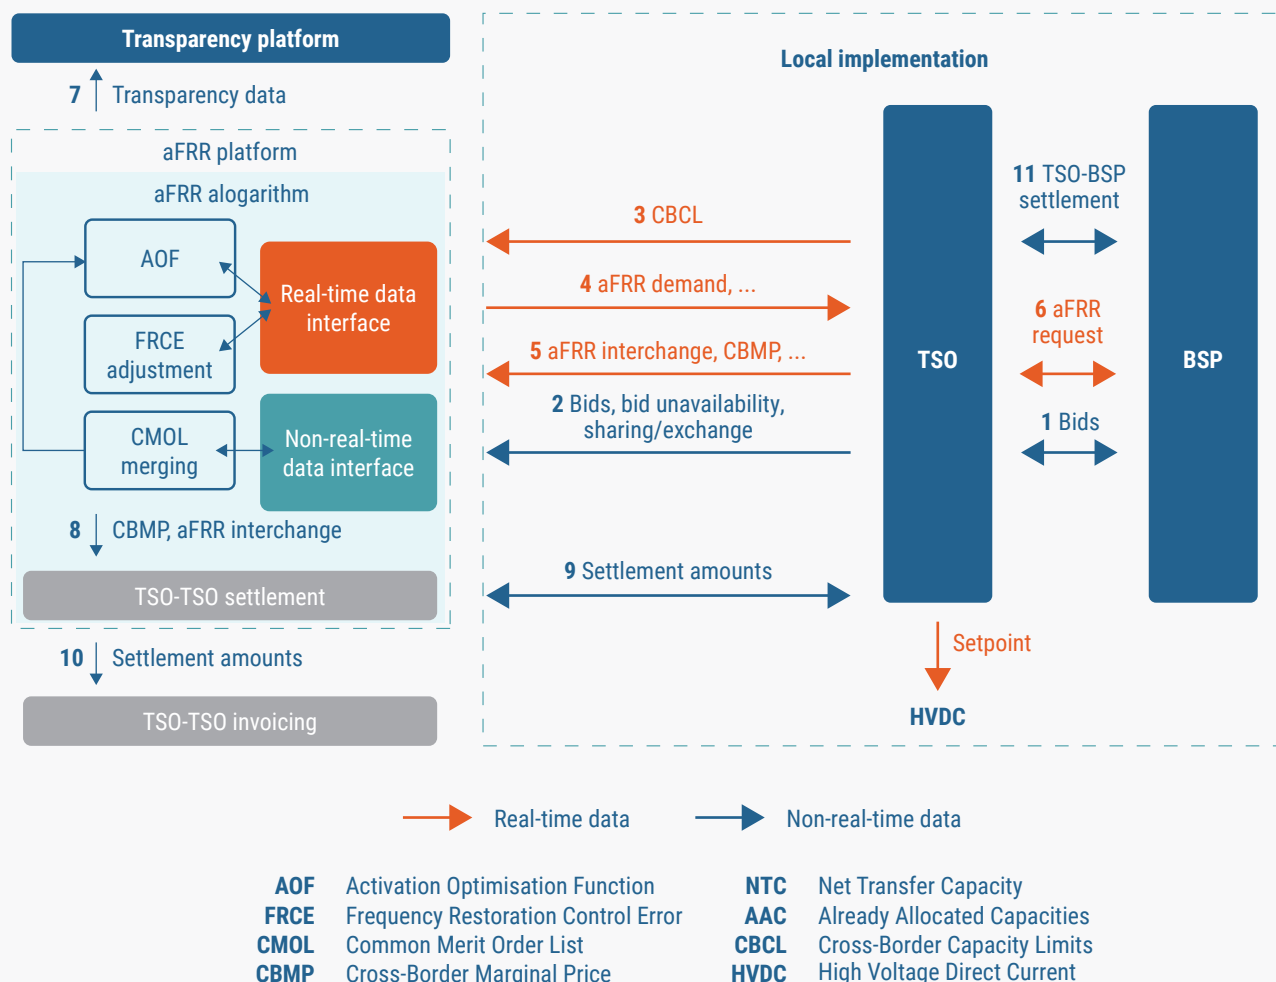 Transparency platform
7 Transparency data
aFRR platform
aFRR alogarithm
AOF
Real-time data
interface
FRCE
adjustment
CMOL
merging
Non-real-time
data interface
8 CBMP, aFRR interchange
TSO-TSO settlement
10 Settlement amounts
TSO-TSO invoicing
Local implementation
3 CBCL
4 aFRR demand, ...
5 aFRR interchange, CBMP, ...
2 Bids, bid unavailability,
sharing/exchange
9 Settlement amounts
TSO
11 TSO-BSP
settlement
6 aFRR
request
1 Bids
BSP
Setpoint
HVDC
Real-time data
Non-real-time data
AOF Activation Optimisation Function
FRCE Frequency Restoration Control Error
CMOL Common Merit Order List
CBMP Cross-Border Marginal Price
NTC Net Transfer Capacity
AAC Already Allocated Capacities
CBCL Cross-Border Capacity Limits
HVDC High Voltage Direct Current